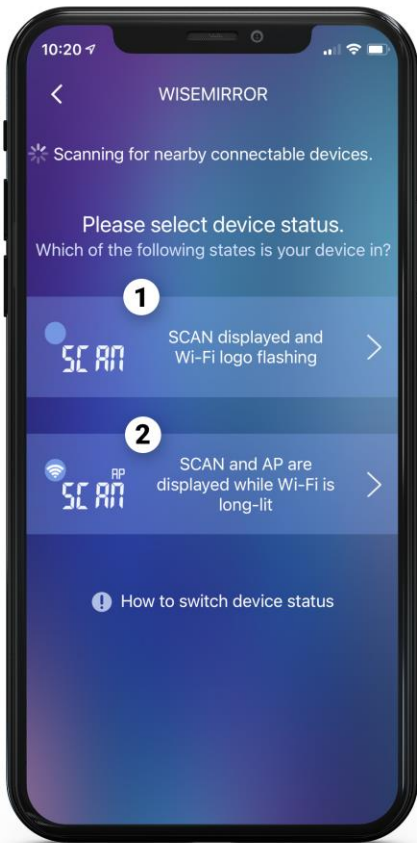 10:20
WISEMIRROR
Scanning for nearby connectable devices.
Please select device status.
Which of the following states is your device in?
1
SCAN
SCAN displayed and
Wi-Fi logo flashing
2
AP
SCAN
SCAN and AP are
displayed while Wi-Fi is
long-lit
! How to switch device status